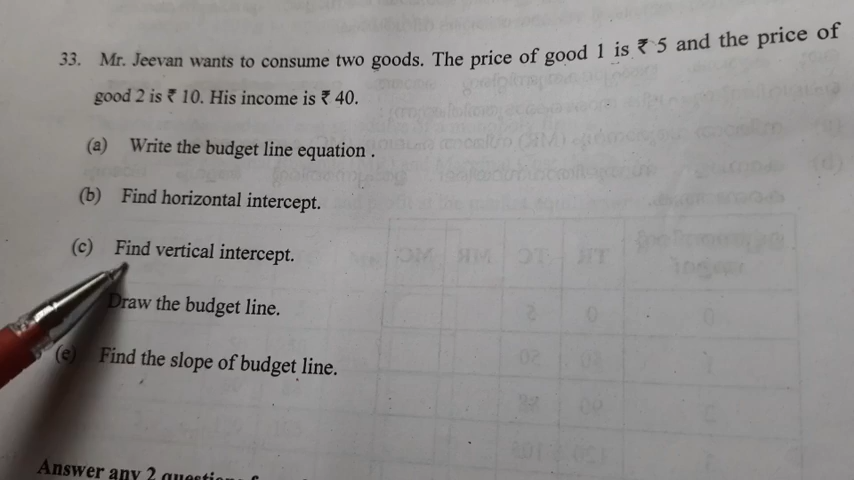 33. Mr. Jeevan wants to consume two goods. The price of good 1 is ₹ 5 and the price of
good 2 is ₹ 10. His income is ₹ 40.
(a) Write the budget line equation .
(b) Find horizontal intercept.
(c) Find vertical intercept.
Draw the budget line.
(e) Find the slope of budget line.
Answer any 2